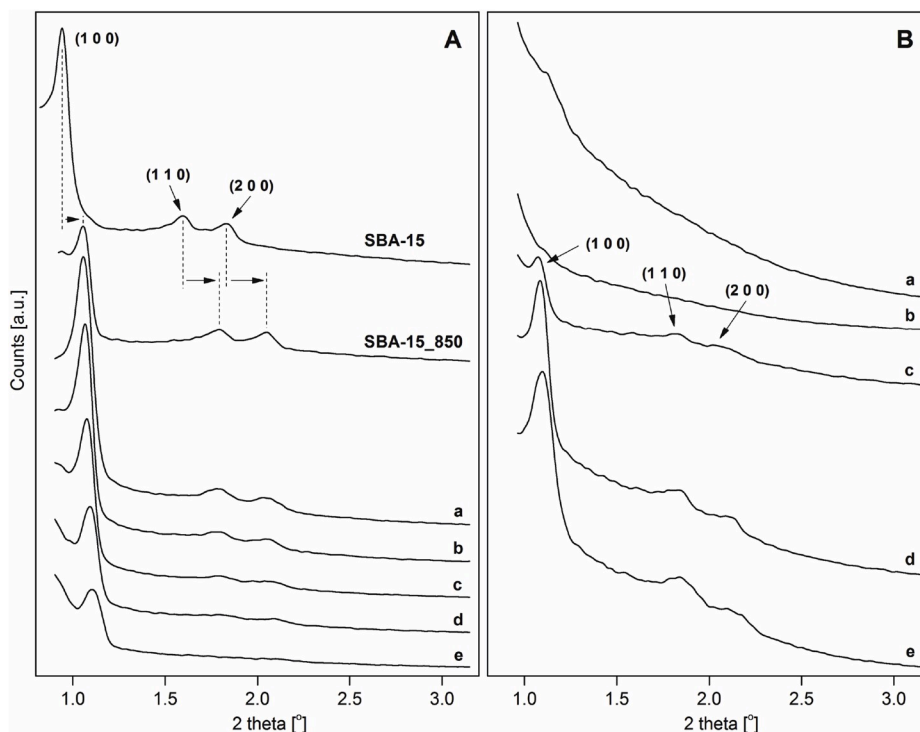 A
(1 0 0)
(1 1 0)
(2 0 0)
SBA-15
SBA-15_850
a
b
c
d
e
Counts [a.u.]
1.0 1.5 2.0 2.5 3.0
2 theta [°]
B
a
b
(1 0 0)
(1 1 0)
(2 0 0)
c
d
e
1.0 1.5 2.0 2.5 3.0
2 theta [°]